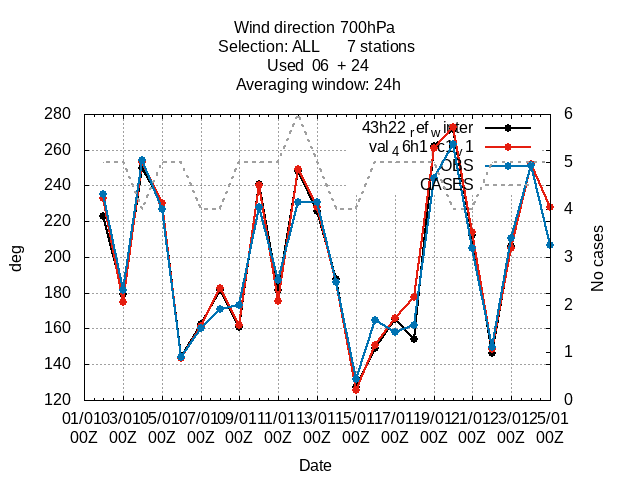 Wind direction 700hPa
Selection: ALL 7 stations
Used 06 + 24
Averaging window: 24h
280 6
43h22_ref_winter
260
OBS
5
CASES
240
220 4
deg
200 3
No cases
180
2
160
140 1
120 0
01/01 03/01 05/01 07/01 09/01 11/01 13/01 15/01 17/01 19/01 21/01 23/01 25/01
00Z 00Z 00Z 00Z 00Z 00Z 00Z 00Z 00Z 00Z 00Z 00Z 00Z
Date